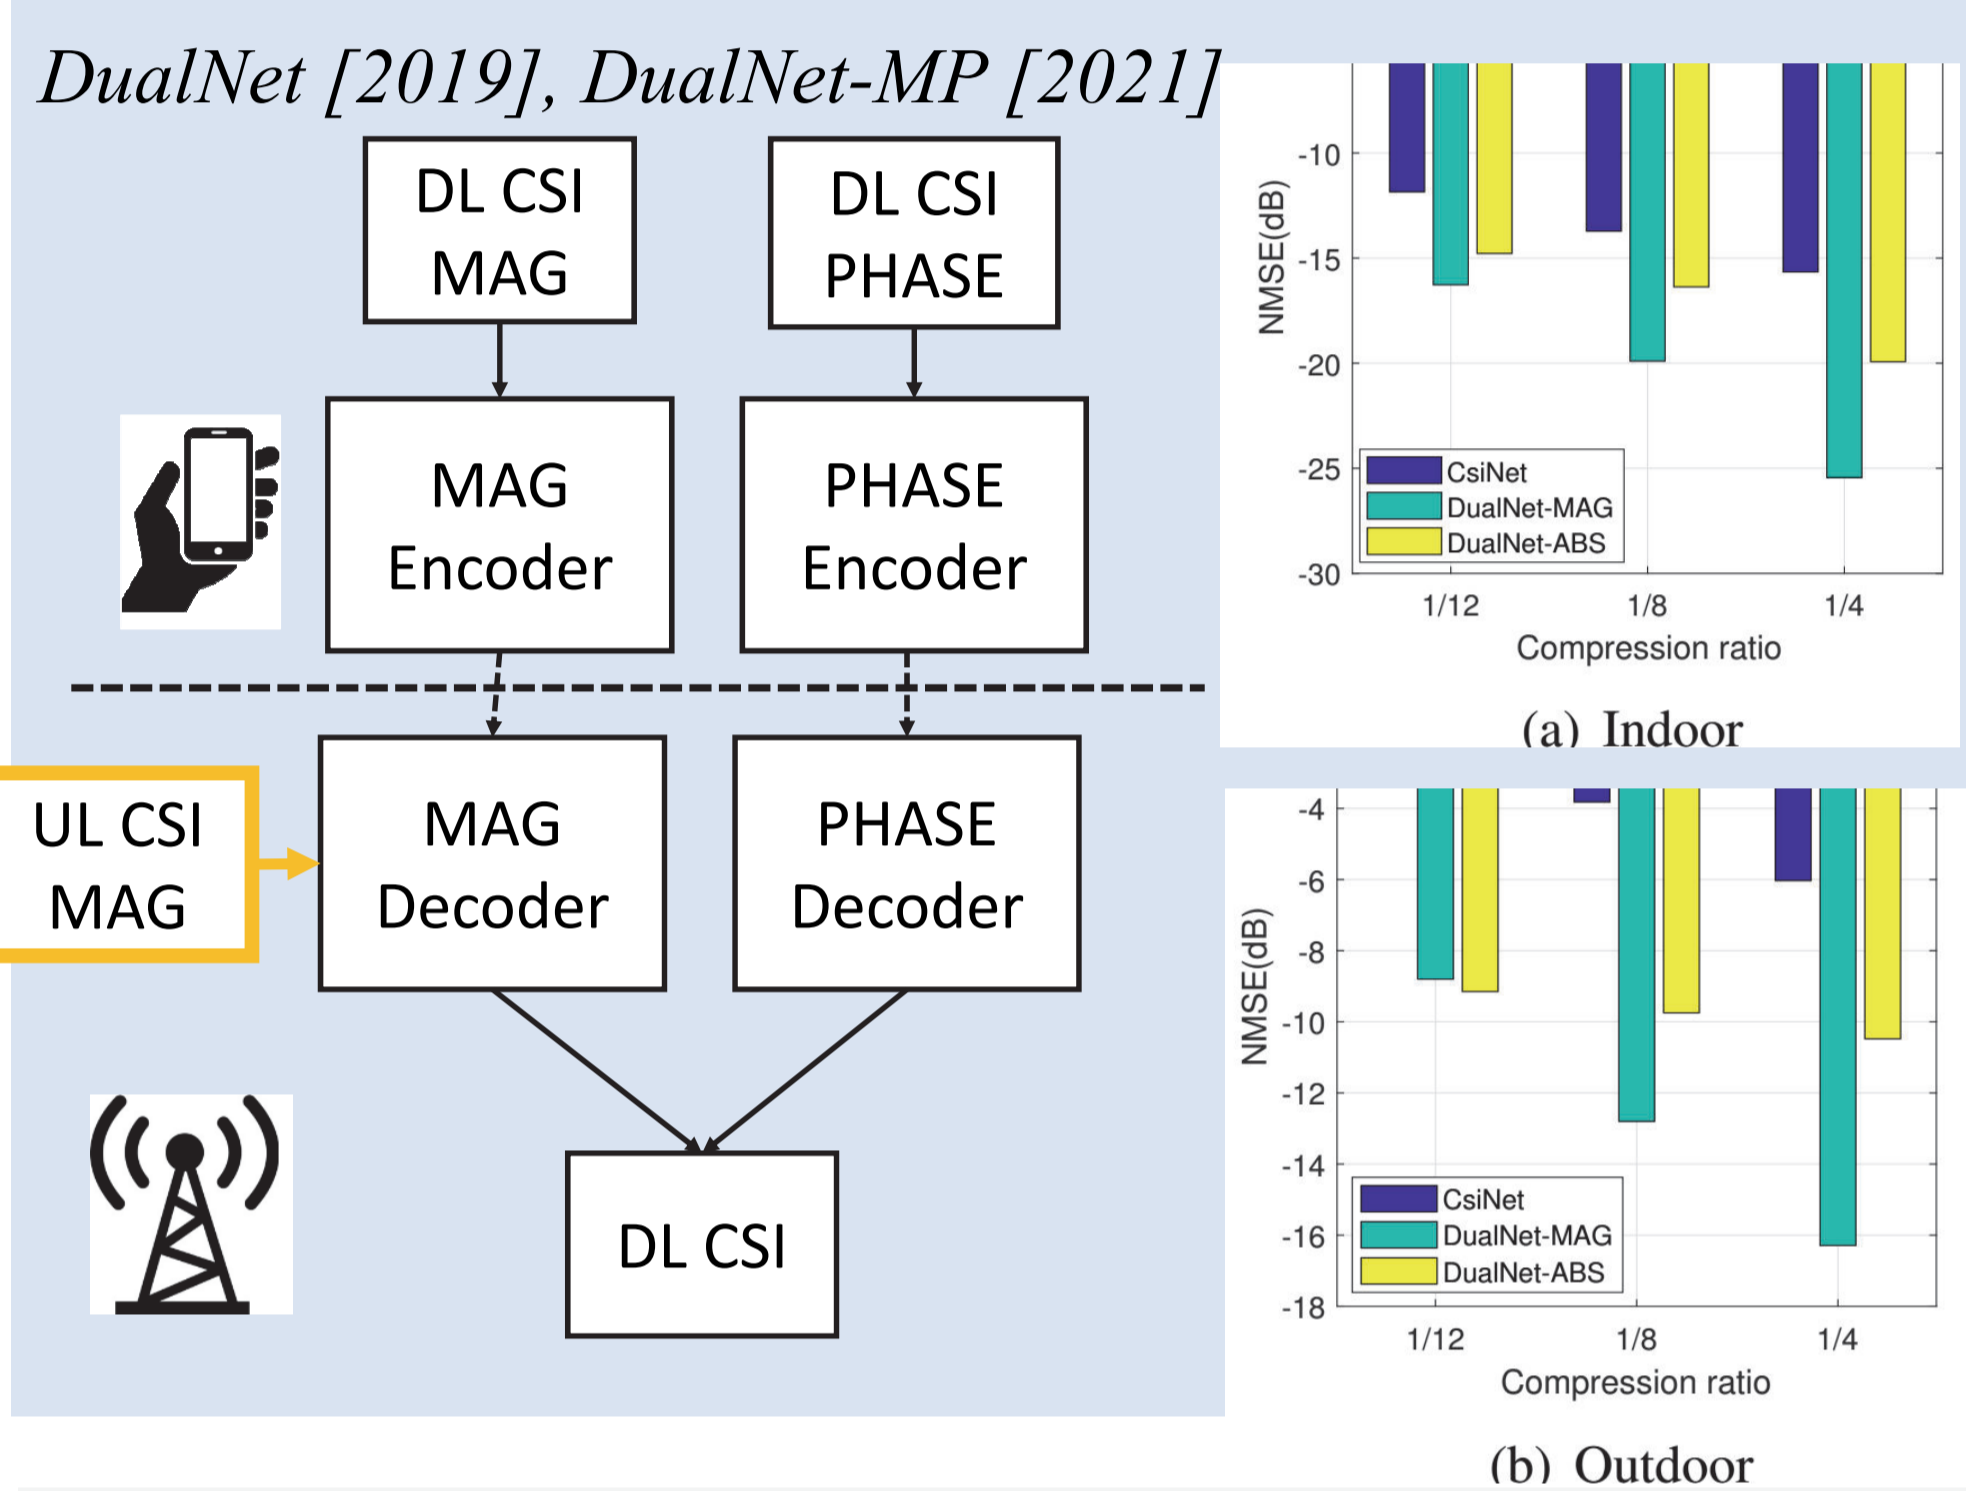 DualNet [2019], DualNet-MP [2021]
DL CSI
MAG
DL CSI
PHASE
MAG
Encoder
PHASE
Encoder
UL CSI
MAG
MAG
Decoder
PHASE
Decoder
DL CSI
NMSE(dB)
-10
-15
-20
-25
-30
CsiNet
DualNet-MAG
DualNet-ABS
1/12 1/8 1/4
Compression ratio
(a) Indoor
NMSE(dB)
-4
-6
-8
-10
-12
-14
-16
-18
CsiNet
DualNet-MAG
DualNet-ABS
1/12 1/8 1/4
Compression ratio
(b) Outdoor